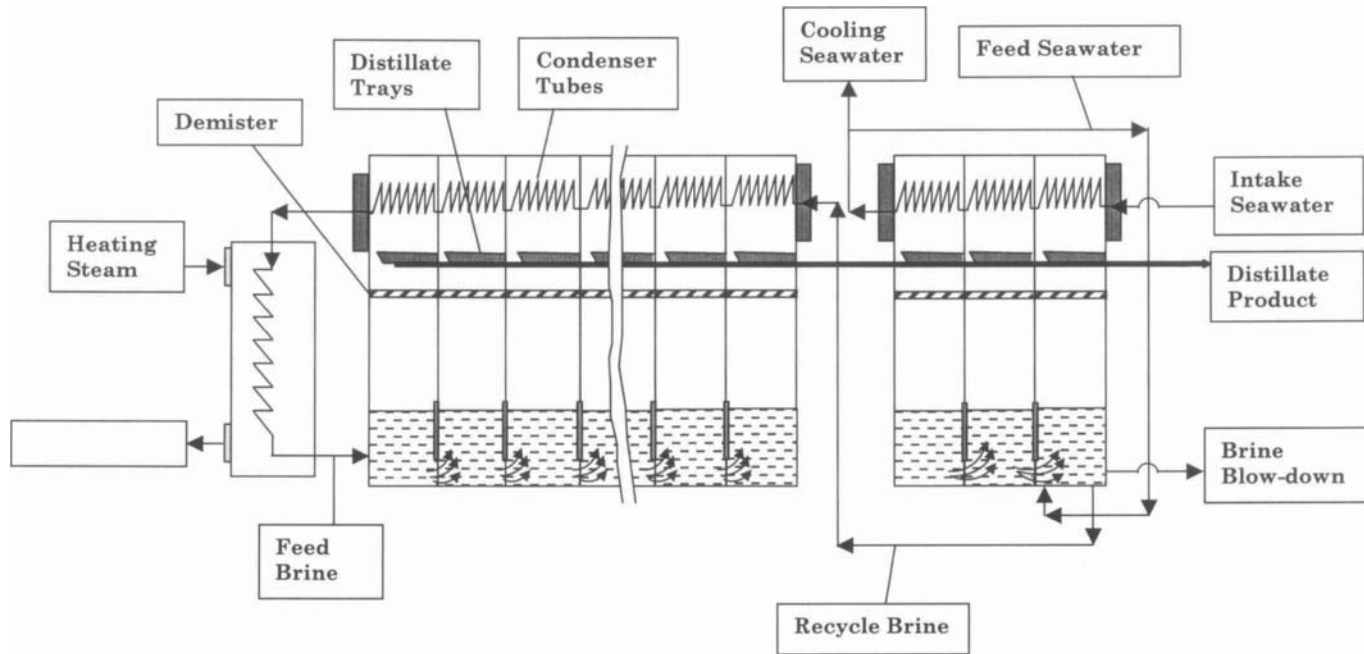 Cooling
Seawater
Feed Seawater
Distillate
Trays
Condenser
Tubes
Demister
Intake
Seawater
Heating
Steam
Distillate
Product
Brine
Blow-down
Feed
Brine
Recycle Brine